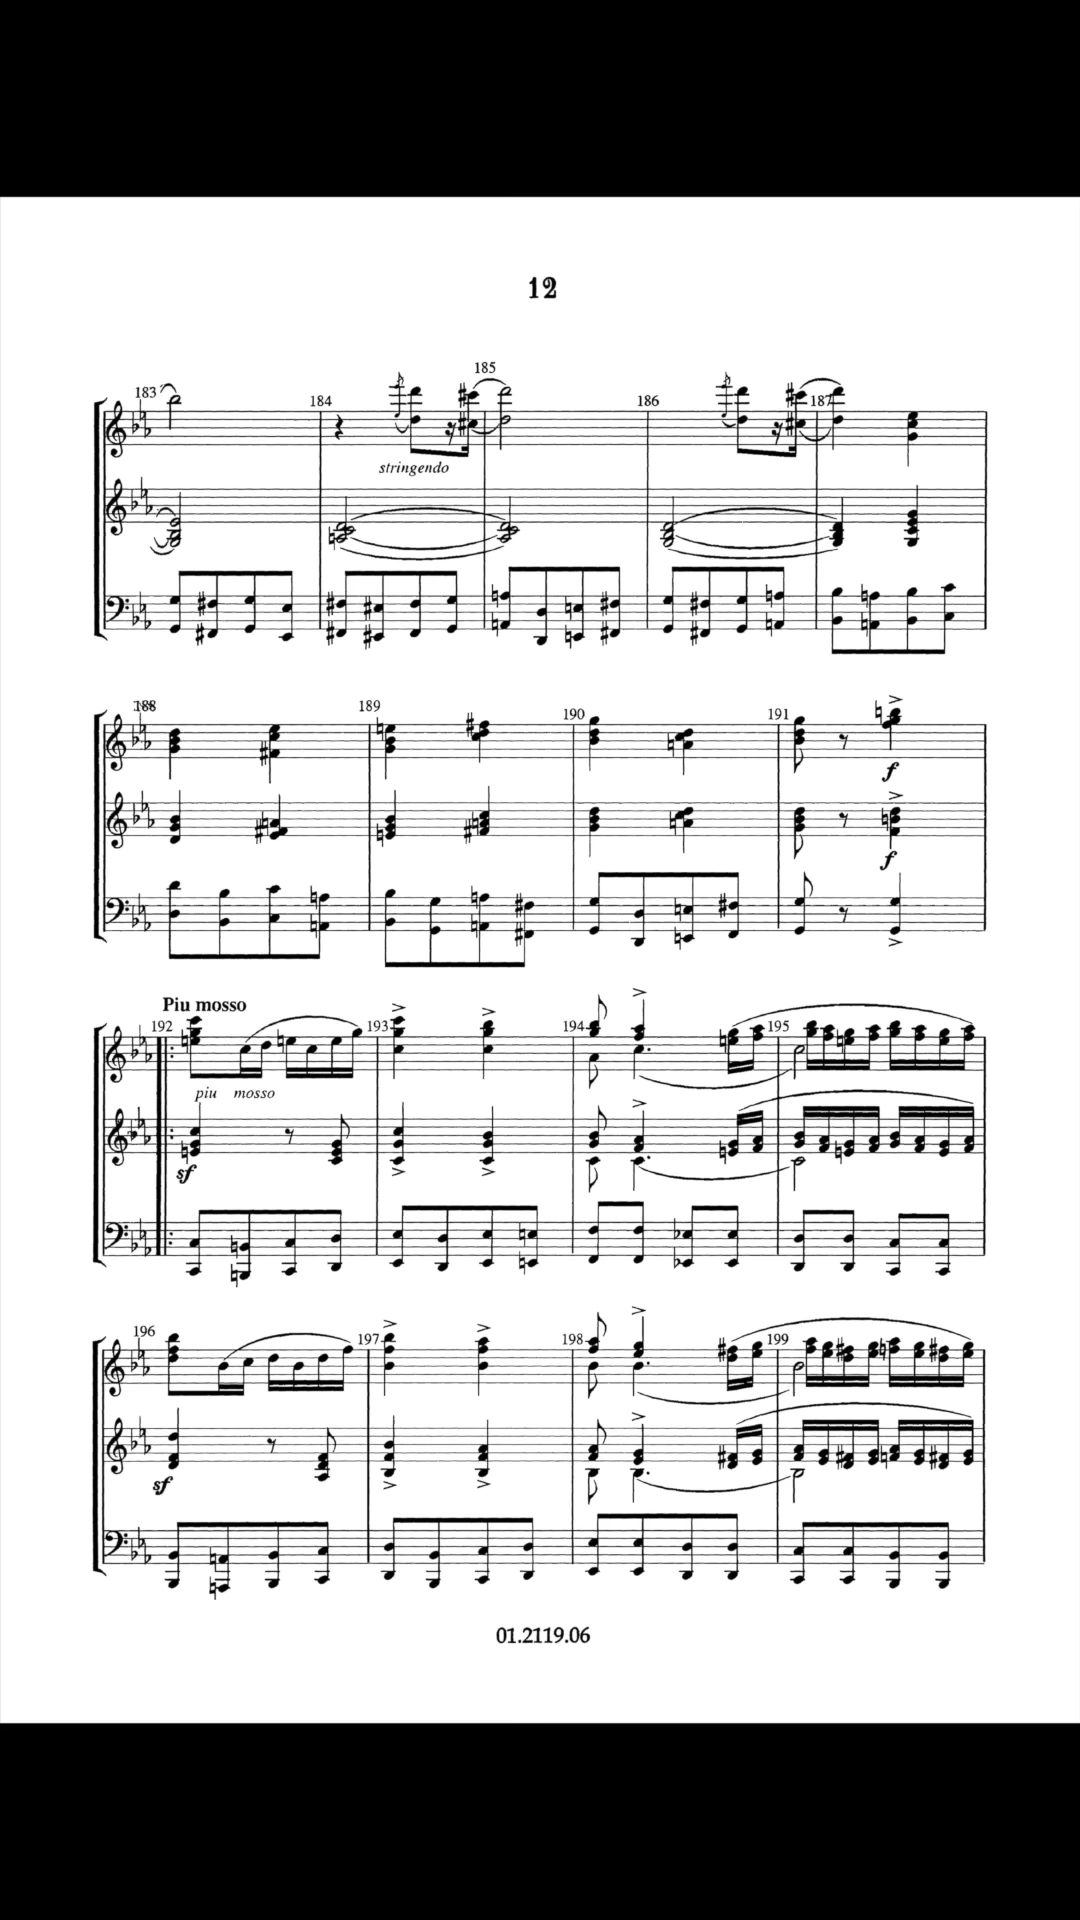 12
183 184 185 186 187
stringendo
188 189 190 191
f
f
Piu mosso
192 193 194 195
piu mosso
sf
196 197 198 199
sf
01.2119.06